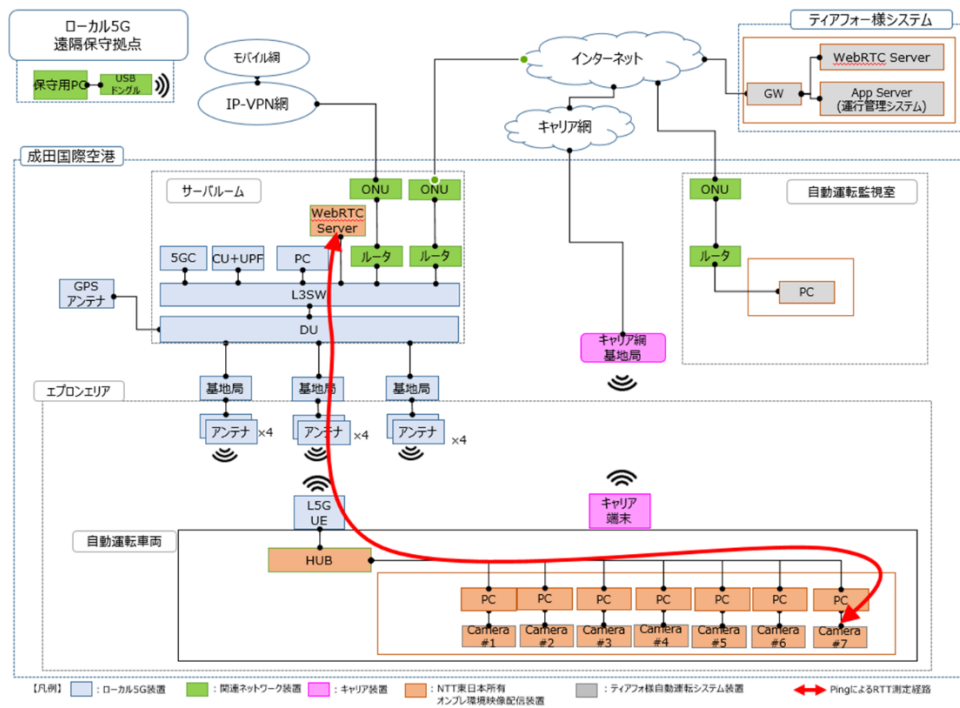 ローカル5G
遠隔保守拠点
保守用PC
USB
ドングル
モバイル網
IP-VPN網
インターネット
キャリア網
ティアフォー様システム
GW
WebRTC Server
App Server
(運行管理システム)
成田国際空港
サーバルーム
ONU
ONU
WebRTC
Server
ルータ
ルータ
5GC
CU+UPF
PC
L3SW
DU
GPS
アンテナ
自動運転監視室
ONU
ルータ
PC
キャリア網
基地局
エプロンエリア
基地局
基地局
基地局
アンテナ
×4
アンテナ
×4
アンテナ
×4
L5G
UE
キャリア
端末
自動運転車両
HUB
PC
PC
PC
PC
PC
PC
PC
Camera
#1
Camera
#2
Camera
#3
Camera
#4
Camera
#5
Camera
#6
Camera
#7
【凡例】
：ローカル5G装置
：関連ネットワーク装置
：キャリア装置
：NTT東日本所有
オンプレ環境映像配信装置
：ティアフォ様自動運転システム装置
PingによるRTT測定経路